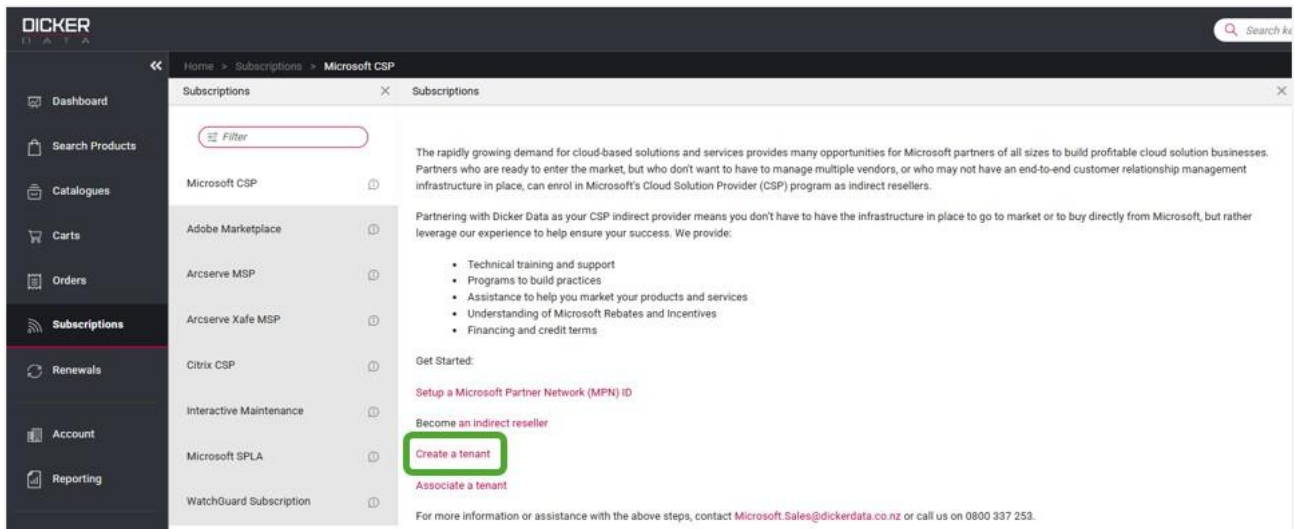 DICKER
DATA
Search ke
Home > Subscriptions > Microsoft CSP
Dashboard
Search Products
Catalogues
Carts
Orders
Subscriptions
Renewals
Account
Reporting
Subscriptions
Filter
Microsoft CSP
Adobe Marketplace
Arcserve MSP
Arcserve Xafe MSP
Citrix CSP
Interactive Maintenance
Microsoft SPLA
WatchGuard Subscription
Subscriptions
The rapidly growing demand for cloud-based solutions and services provides many opportunities for Microsoft partners of all sizes to build profitable cloud solution businesses.
Partners who are ready to enter the market, but who don't want to have to manage multiple vendors, or who may not have an end-to-end customer relationship management
infrastructure in place, can enrol in Microsoft's Cloud Solution Provider (CSP) program as indirect resellers.
Partnering with Dicker Data as your CSP indirect provider means you don't have to have the infrastructure in place to go to market or to buy directly from Microsoft, but rather
leverage our experience to help ensure your success. We provide:
• Technical training and support
• Programs to build practices
• Assistance to help you market your products and services
• Understanding of Microsoft Rebates and Incentives
• Financing and credit terms
Get Started:
Setup a Microsoft Partner Network (MPN) ID
Become an indirect reseller
Create a tenant
Associate a tenant
For more information or assistance with the above steps, contact Microsoft.Sales@dickerdata.co.nz or call us on 0800 337 253.